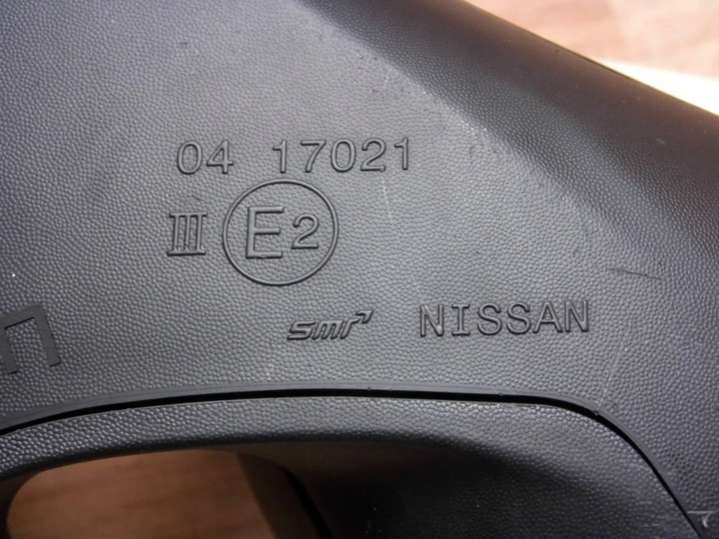 04 17021
III E2
smr NISSAN